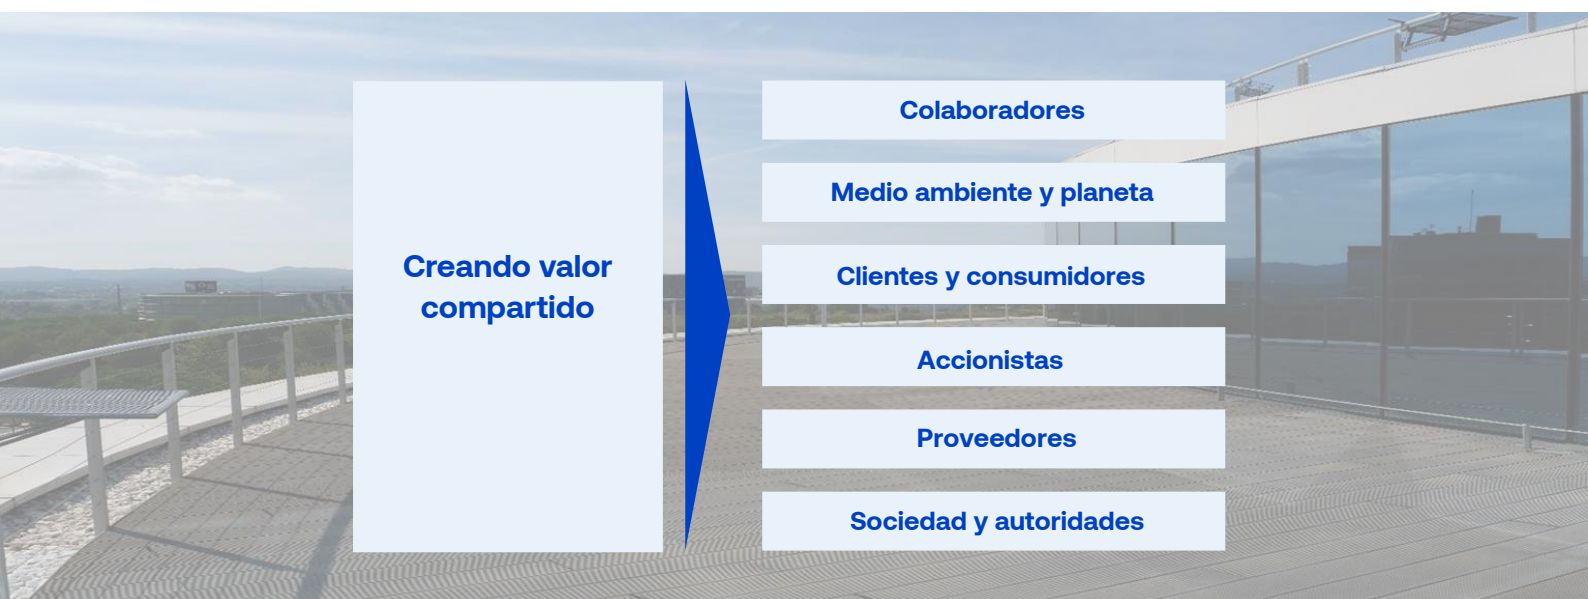 Creando valor
compartido
Colaboradores
Medio ambiente y planeta
Clientes y consumidores
Accionistas
Proveedores
Sociedad y autoridades